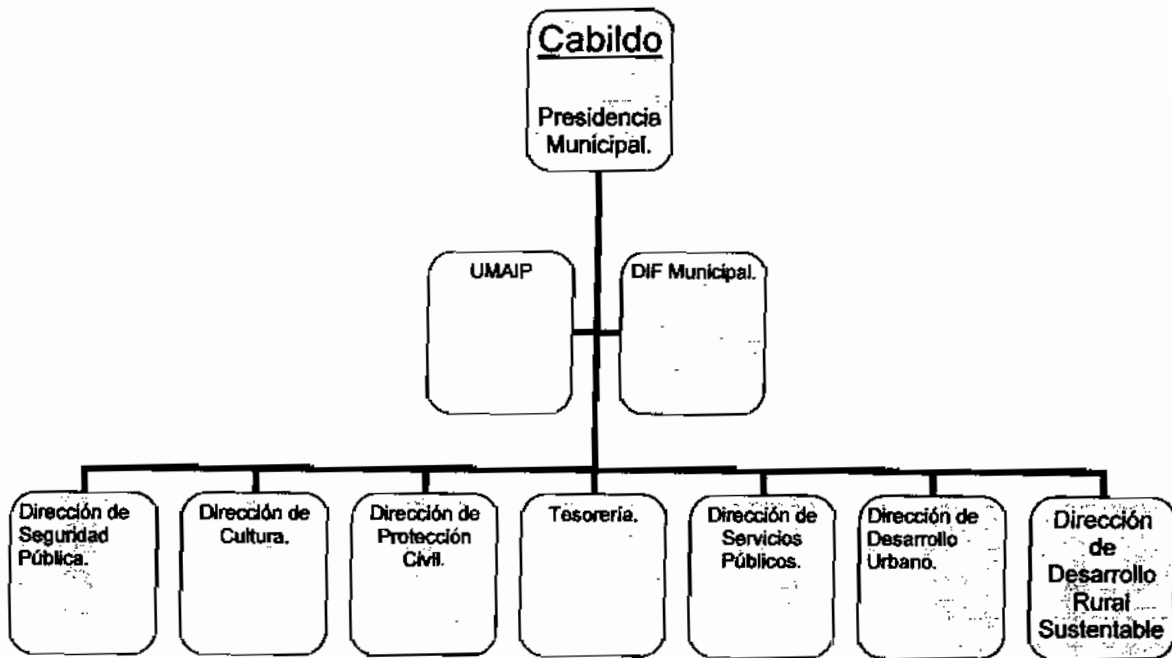 Cabildo
Presidencia
Municipal.
UMAIP
DIF Municipal.
Dirección de
Seguridad
Pública.
Dirección de
Cultura.
Dirección de
Protección
Civil.
Tesorería.
Dirección de
Servicios
Públicos.
Dirección de
Desarrollo
Urbano.
Dirección
de
Desarrollo
Rural
Sustentable